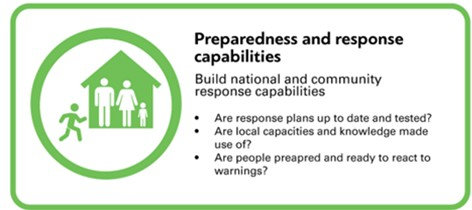 Preparedness and response
capabilities
Build national and community
response capabilities
• Are response plans up to date and tested?
• Are local capacities and knowledge made
use of?
• Are people preapred and ready to react to
warnings?